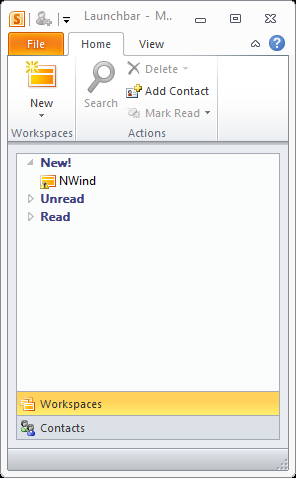 Launchbar - M..
File Home View
New
Search
Delete
Add Contact
Mark Read
Workspaces Actions
New!
NWind
Unread
Read
Workspaces
Contacts